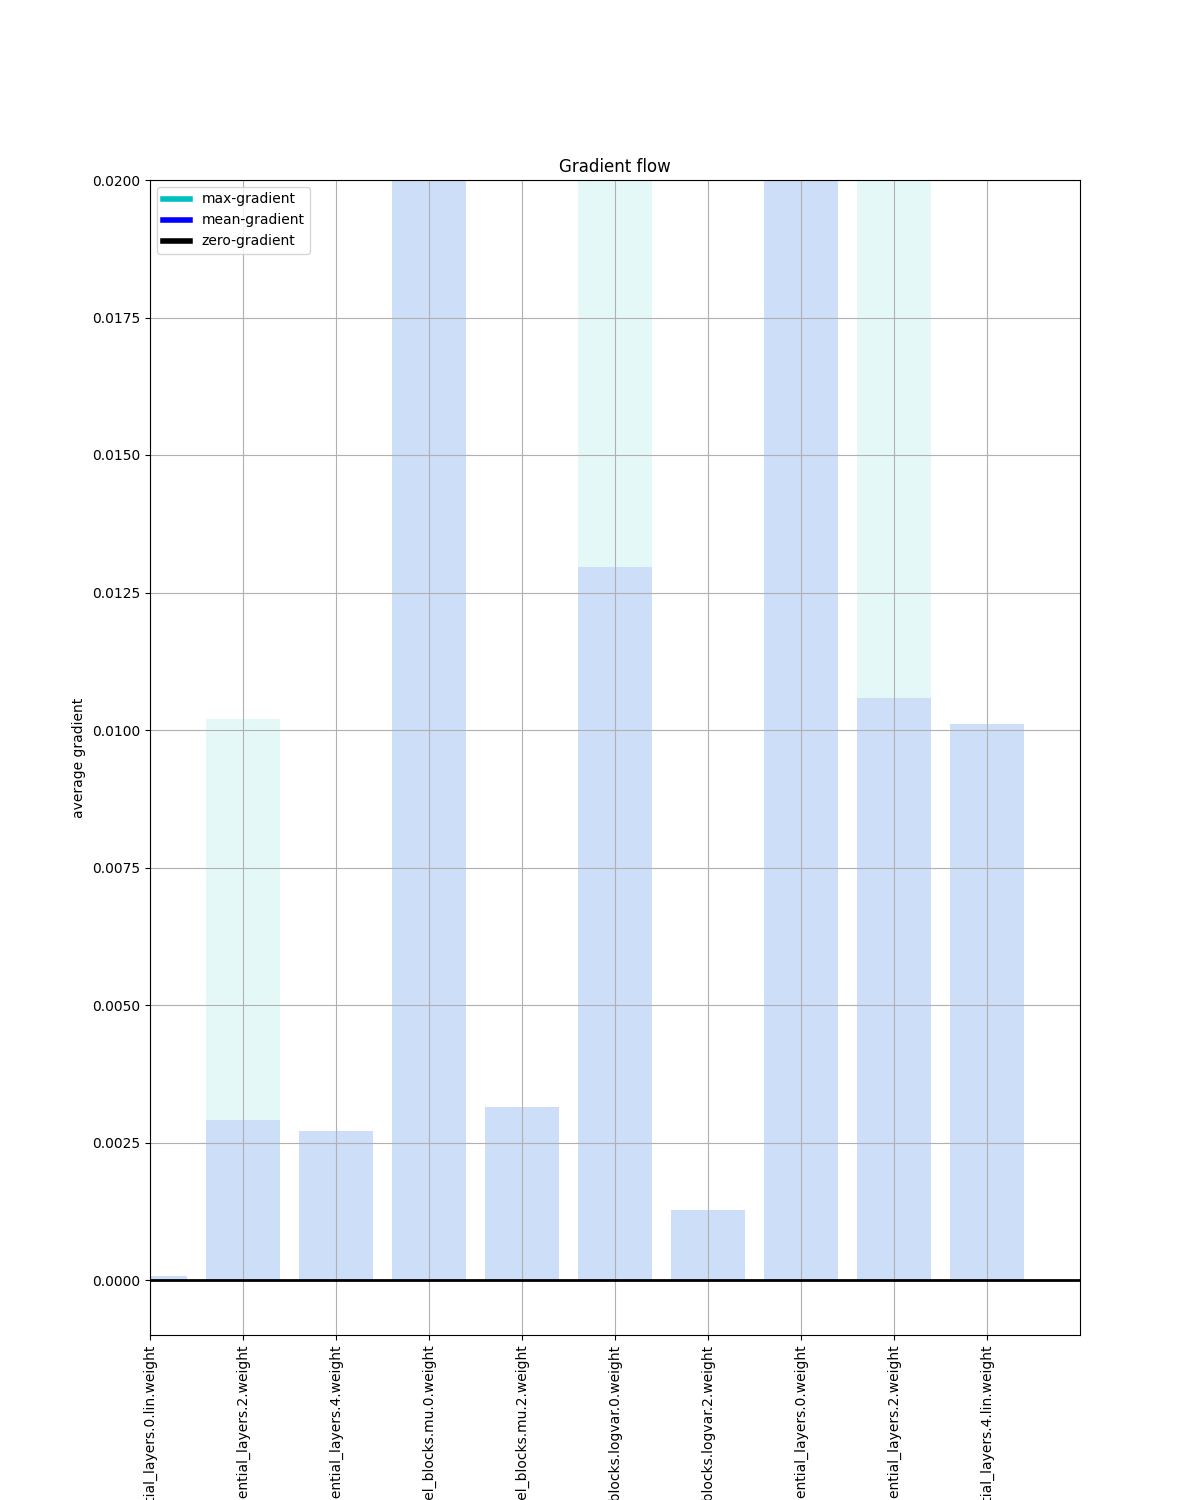 Gradient flow
max-gradient
mean-gradient
zero-gradient
0.0200
0.0175
0.0150
0.0125
0.0100
0.0075
0.0050
0.0025
0.0000
average gradient
tial_layers.0.lin.weight
ential_layers.2.weight
ential_layers.4.weight
el_blocks.mu.0.weight
el_blocks.mu.2.weight
blocks.logvar.0.weight
blocks.logvar.2.weight
ential_layers.0.weight
ential_layers.2.weight
tial_layers.4.lin.weight